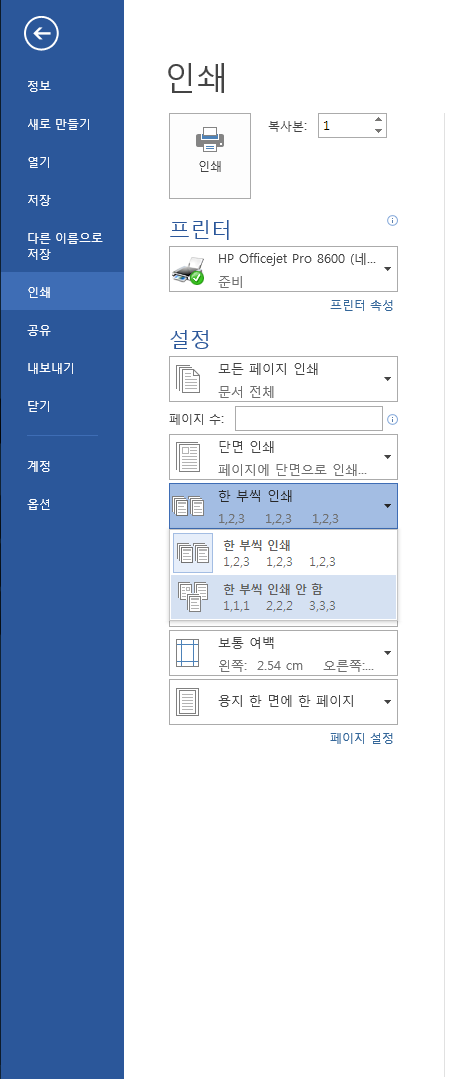 정보
새로 만들기
열기
저장
다른 이름으로
저장
인쇄
공유
내보내기
닫기
계정
옵션
인쇄
인쇄
복사본: 1
프린터
HP Officejet Pro 8600 (네...
준비
프린터 속성
설정
모든 페이지 인쇄
문서 전체
페이지 수:
단면 인쇄
페이지에 단면으로 인쇄...
한 부씩 인쇄
1,2,3 1,2,3 1,2,3
한 부씩 인쇄
1,2,3 1,2,3 1,2,3
한 부씩 인쇄 안 함
1,1,1 2,2,2 3,3,3
보통 여백
왼쪽: 2.54 cm 오른쪽:...
용지 한 면에 한 페이지
페이지 설정